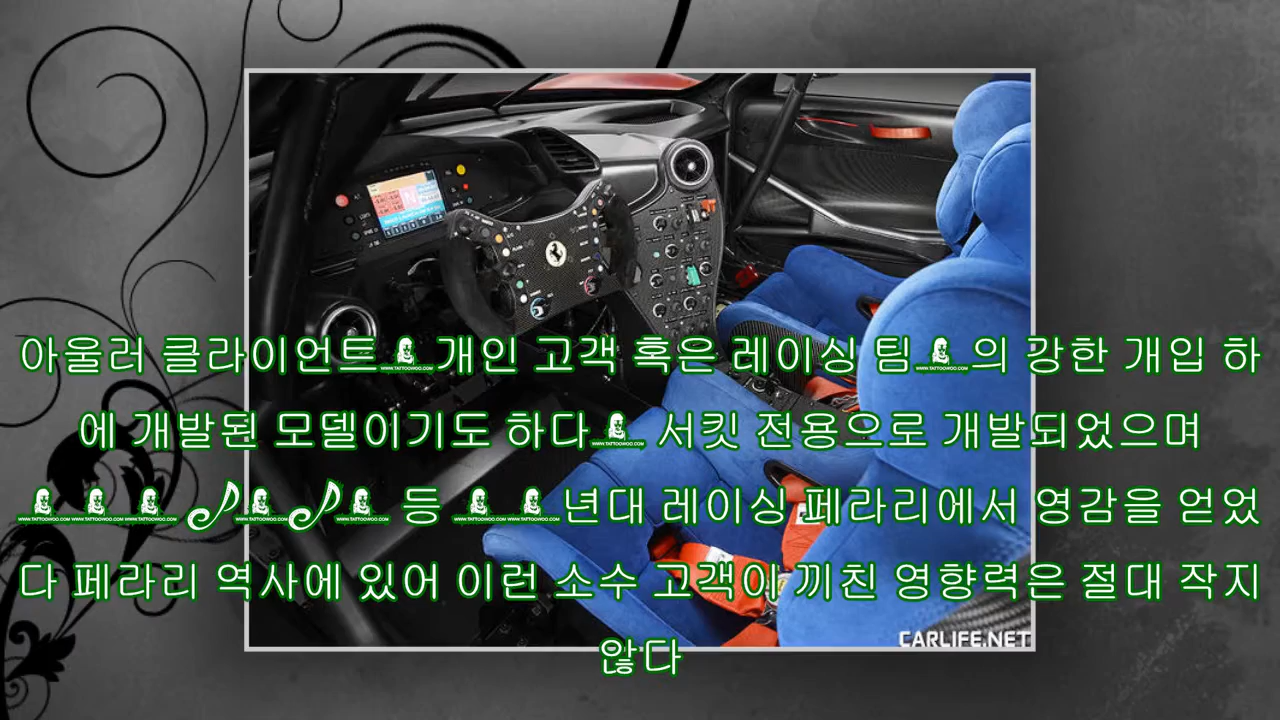 아울러 클라이언트 개인 고객 혹은 레이싱 팀 의 강한 개입 하
에 개발된 모델이기도 하다 서킷 전용으로 개발되었으며
등 년대 레이싱 페라리에서 영감을 얻었
다 페라리 역사에 있어 이런 소수 고객이 끼친 영향력은 절대 작지
않다
CARLIFE.NET